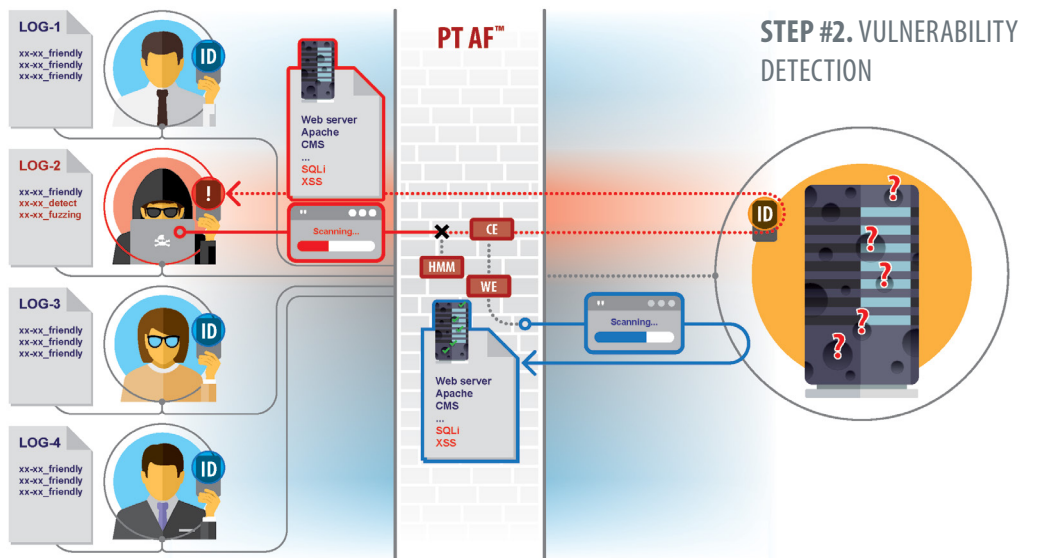 LOG-1
xx-xx_friendly
xx-xx_friendly
xx-xx_friendly
ID
LOG-2
xx-xx_friendly
xx-xx_detect
xx-xx_fuzzing
!
LOG-3
xx-xx_friendly
xx-xx_friendly
xx-xx_friendly
ID
LOG-4
xx-xx_friendly
xx-xx_friendly
xx-xx_friendly
ID
Web server
Apache
CMS
...
SQLi
XSS
"
Scanning...
PT AF™
CE
HMM
WE
Web server
Apache
CMS
...
SQLi
XSS
"
Scanning...
STEP #2. VULNERABILITY
DETECTION
ID
?
?
?
?
?